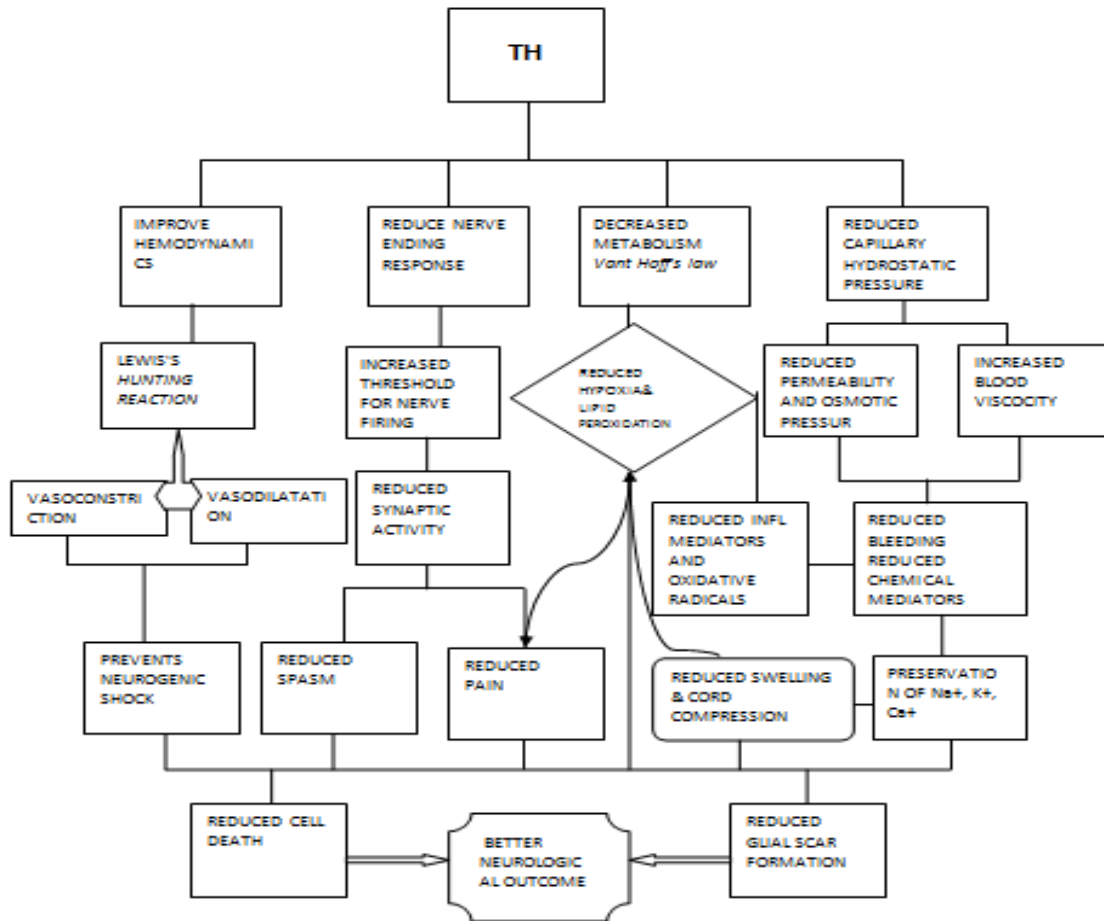 TH
IMPROVE
HEMODYNAMI
CS
REDUCE NERVE
ENDING
RESPONSE
DECREASED
METABOLISM
Vant Hoff's law
REDUCED
CAPILLARY
HYDROSTATIC
PRESSURE
LEWIS'S
HUNTING
REACTION
INCREASED
THRESHOLD
FOR NERVE
FIRING
REDUCED
HYPOXIA&
LIPID
PEROXIDATION
REDUCED
PERMEABILITY
AND OSMOTIC
PRESSUR
INCREASED
BLOOD
VISCOCITY
VASOCONSTRI
CTION
VASODILATATI
ON
REDUCED
SYNAPTIC
ACTIVITY
REDUCED INFL
MEDIATORS
AND
OXIDATIVE
RADICALS
REDUCED
BLEEDING
REDUCED
CHEMICAL
MEDIATORS
PREVENTS
NEUROGENIC
SHOCK
REDUCED
SPASM
REDUCED
PAIN
REDUCED SWELLING
& CORD
COMPRESSION
PRESERVATIO
N OF Na+, K+,
Ca+
REDUCED CELL
DEATH
BETTER
NEUROLOGIC
AL OUTCOME
REDUCED
GLIAL SCAR
FORMATION